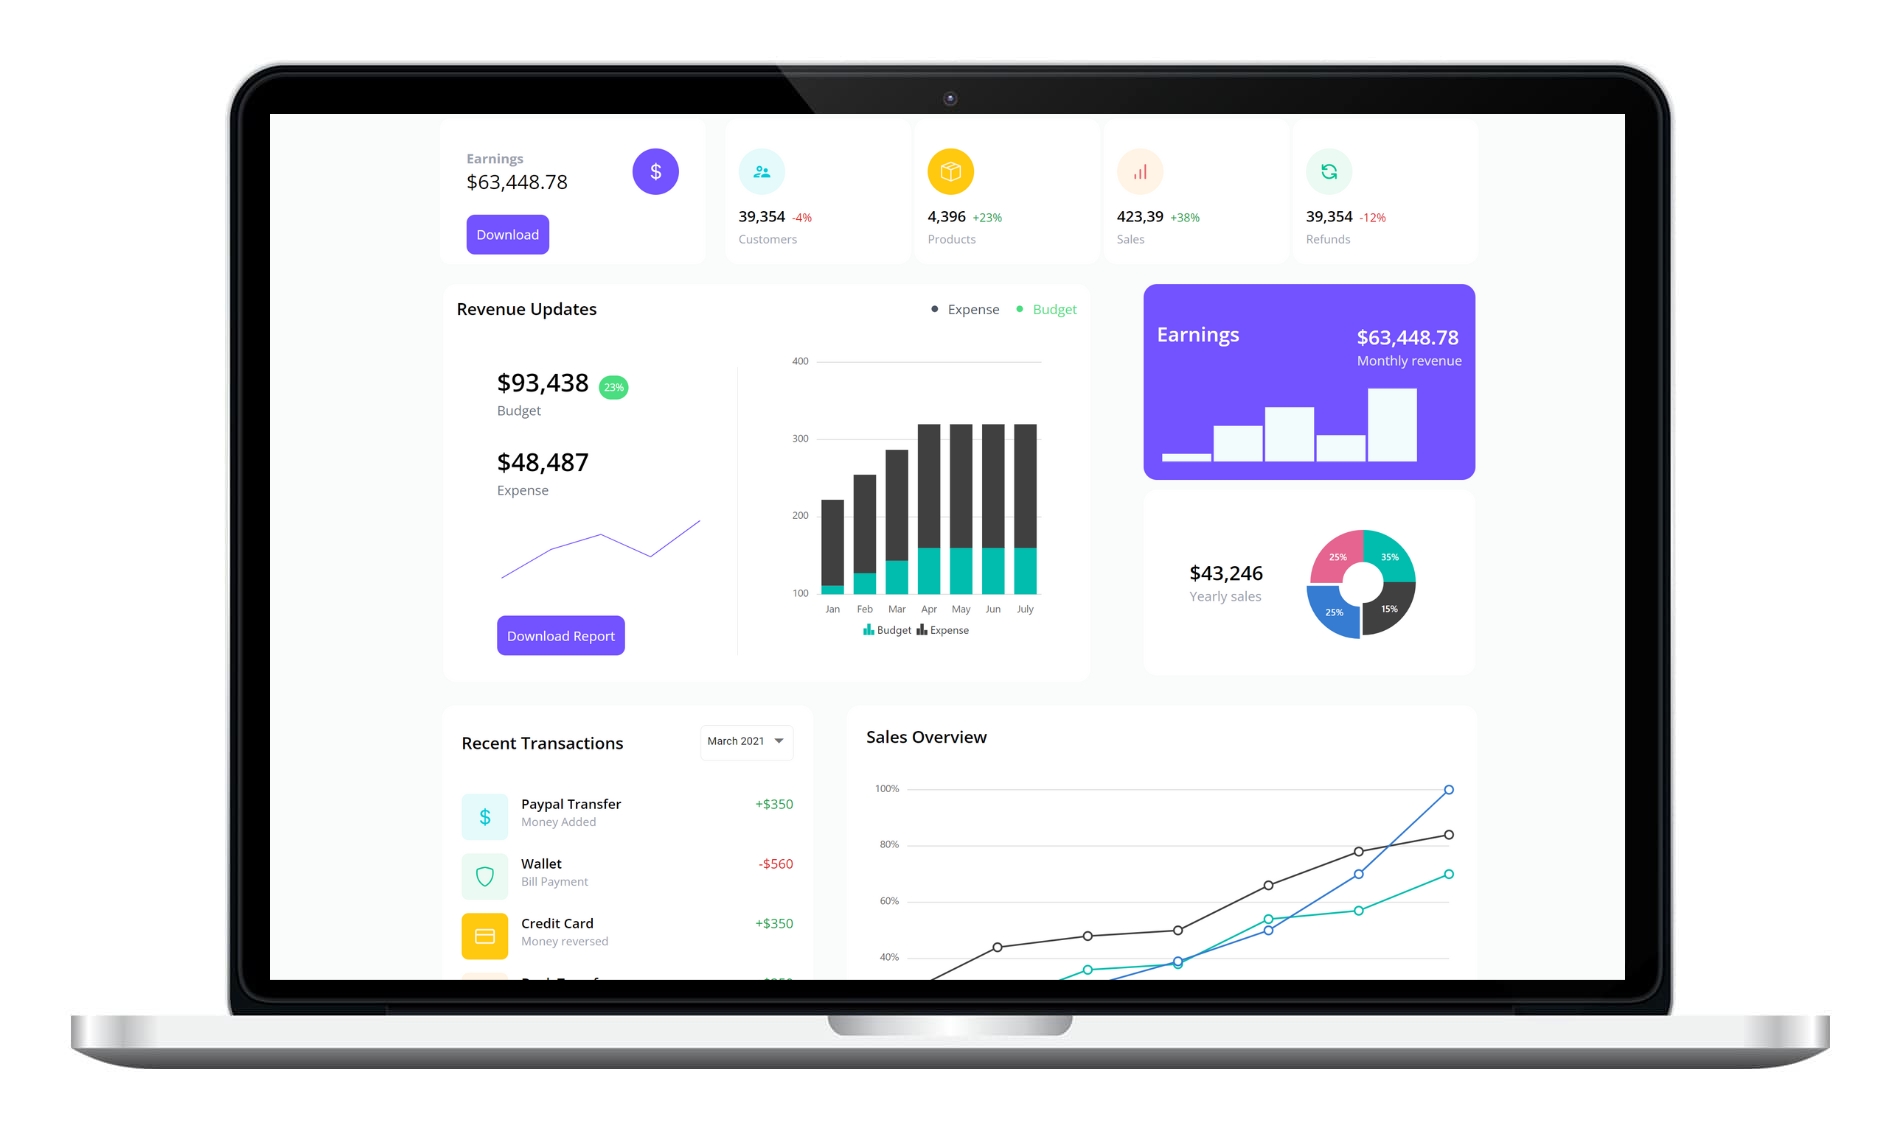 Earnings
$63,448.78
Download
39,354 -4%
Customers
4,396 +23%
Products
423,39 +38%
Sales
39,354 -12%
Refunds
Revenue Updates
Expense
Budget
$93,438 23%
Budget
$48,487
Expense
Download Report
400
300
200
100
Jan Feb Mar Apr May Jun July
Budget Expense
Earnings
$63,448.78
Monthly revenue
$43,246
Yearly sales
25% 35%
25% 15%
Recent Transactions
March 2021
Paypal Transfer +$350
Money Added
Wallet -$560
Bill Payment
Credit Card +$350
Money reversed
Sales Overview
100%
80%
60%
40%